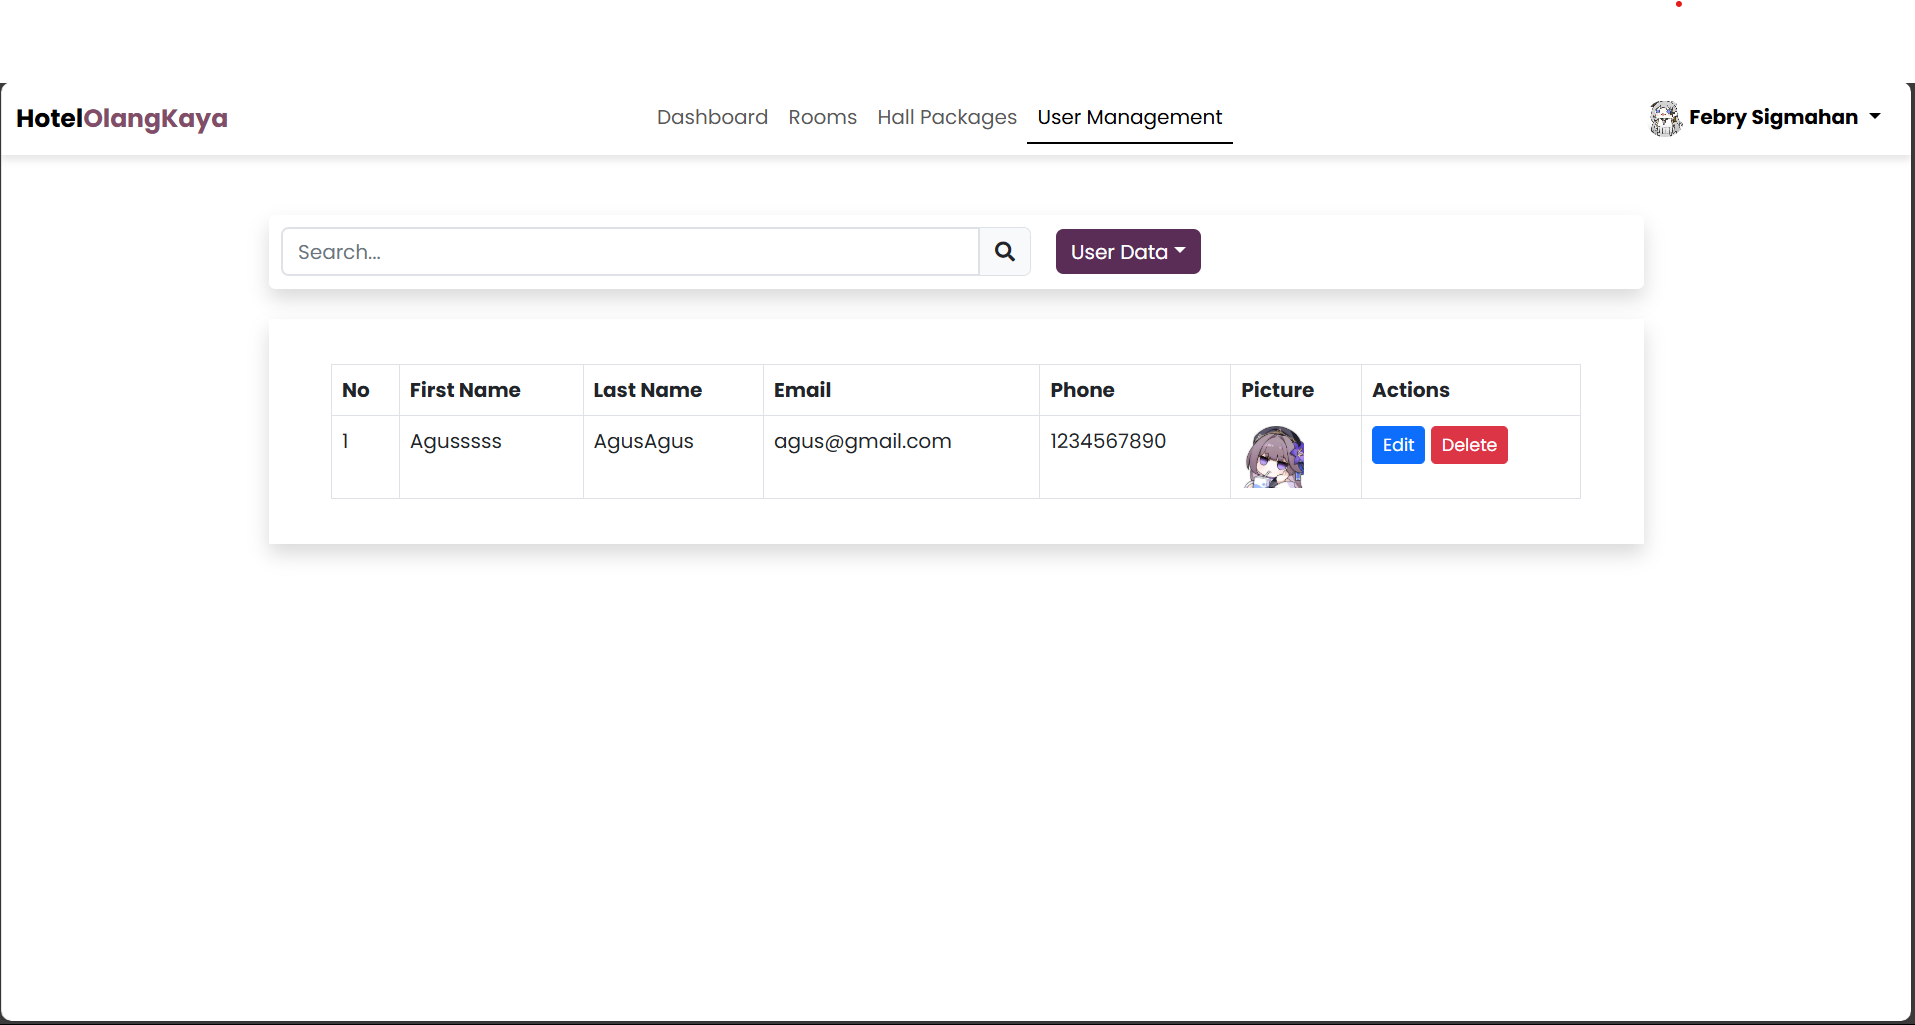 HotelOlangKaya
Dashboard Rooms Hall Packages User Management
Febry Sigmahan
Search...
User Data
No First Name Last Name Email Phone Picture Actions
1 Agusssss AgusAgus agus@gmail.com 1234567890 Edit Delete